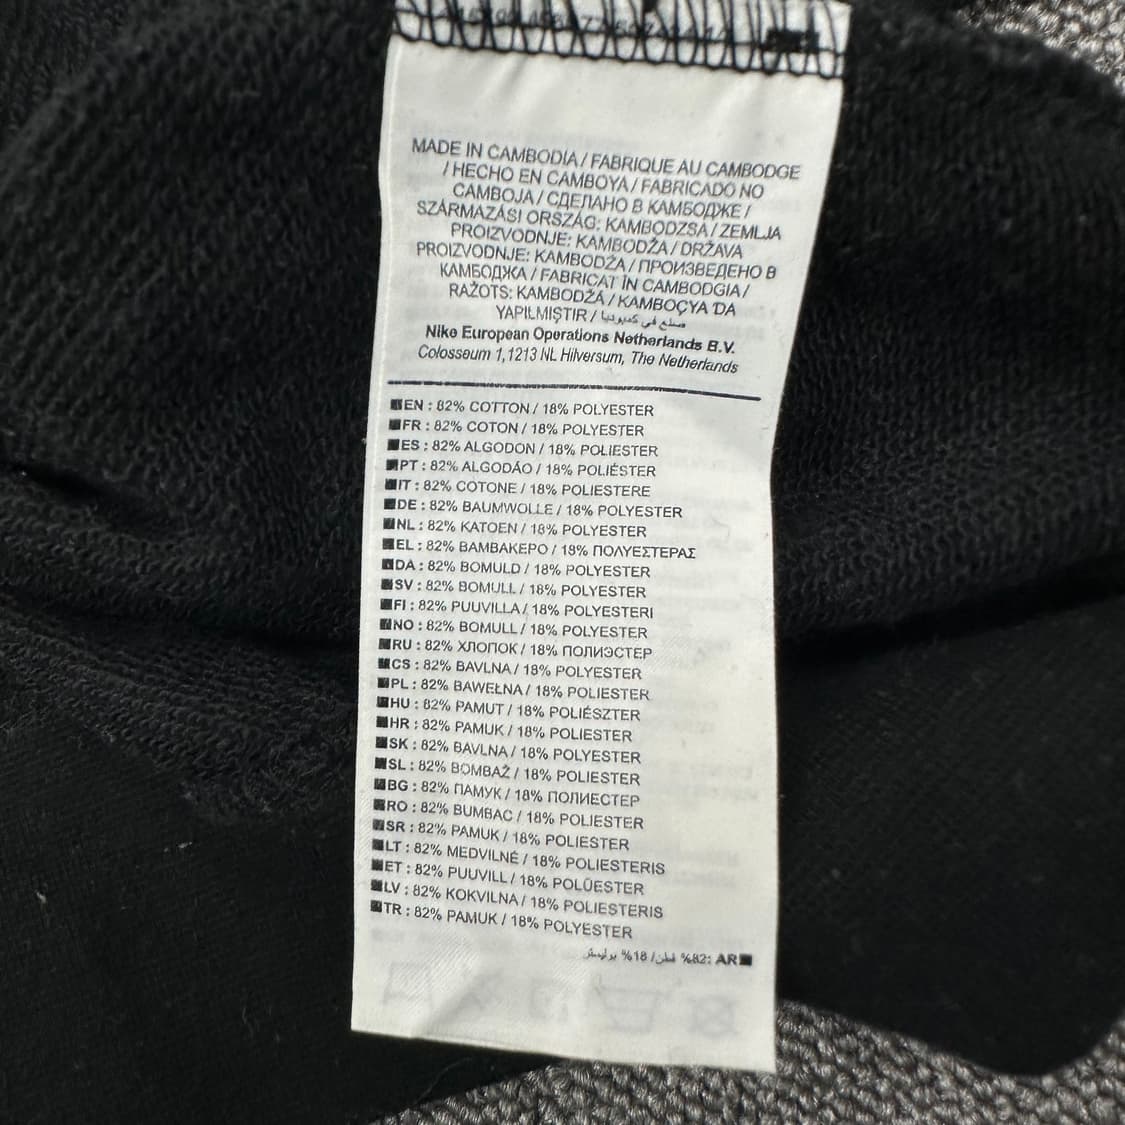 MADE IN CAMBODIA / FABRIQUE AU CAMBODGE
/ HECHO EN CAMBOYA / FABRICADO NO
CAMBOJA / СДЕЛАНО В КАМБОДЖЕ /
SZÁRMAZÁSI ORSZÁG: KAMBODZSA / ZEMLJA
PROIZVODNJE: KAMBODŽA / DRŽAVA
PROIZVODNJE: KAMBODŽA / ПРОИЗВЕДЕНО В
КАМБОДЖА / FABRICAT ÎN CAMBODGIA /
RAŽOTS: KAMBODŽĀ / KAMBOÇYA'DA
YAPILMIŞTIR / صنع في كمبوديا
Nike European Operations Netherlands B.V.
Colosseum 1, 1213 NL Hilversum, The Netherlands
EN : 82% COTTON / 18% POLYESTER
FR : 82% COTON / 18% POLYESTER
ES : 82% ALGODON / 18% POLIESTER
PT : 82% ALGODÃO / 18% POLIÉSTER
IT : 82% COTONE / 18% POLIESTERE
DE : 82% BAUMWOLLE / 18% POLYESTER
NL : 82% KATOEN / 18% POLYESTER
EL : 82% ΒΑΜΒΑΚΕΡΟ / 18% ΠΟΛΥΕΣΤΕΡΑΣ
DA : 82% BOMULD / 18% POLYESTER
SV : 82% BOMULL / 18% POLYESTER
FI : 82% PUUVILLA / 18% POLYESTERI
NO : 82% BOMULL / 18% POLYESTER
RU : 82% ХЛОПОК / 18% ПОЛИЭСТЕР
CS : 82% BAVLNA / 18% POLYESTER
PL : 82% BAWEŁNA / 18% POLIESTER
HU : 82% PAMUT / 18% POLIÉSZTER
HR : 82% PAMUK / 18% POLIESTER
SK : 82% BAVLNA / 18% POLYESTER
SL : 82% BOMBAŽ / 18% POLIESTER
BG : 82% ПАМУК / 18% ПОЛИЕСТЕР
RO : 82% BUMBAC / 18% POLIESTER
SR : 82% PAMUK / 18% POLIESTER
LT : 82% MEDVILNĖ / 18% POLIESTERIS
ET : 82% PUUVILL / 18% POLÜESTER
LV : 82% KOKVILNA / 18% POLIESTERIS
TR : 82% PAMUK / 18% POLYESTER
AR :82% قطن / 18% بوليستر